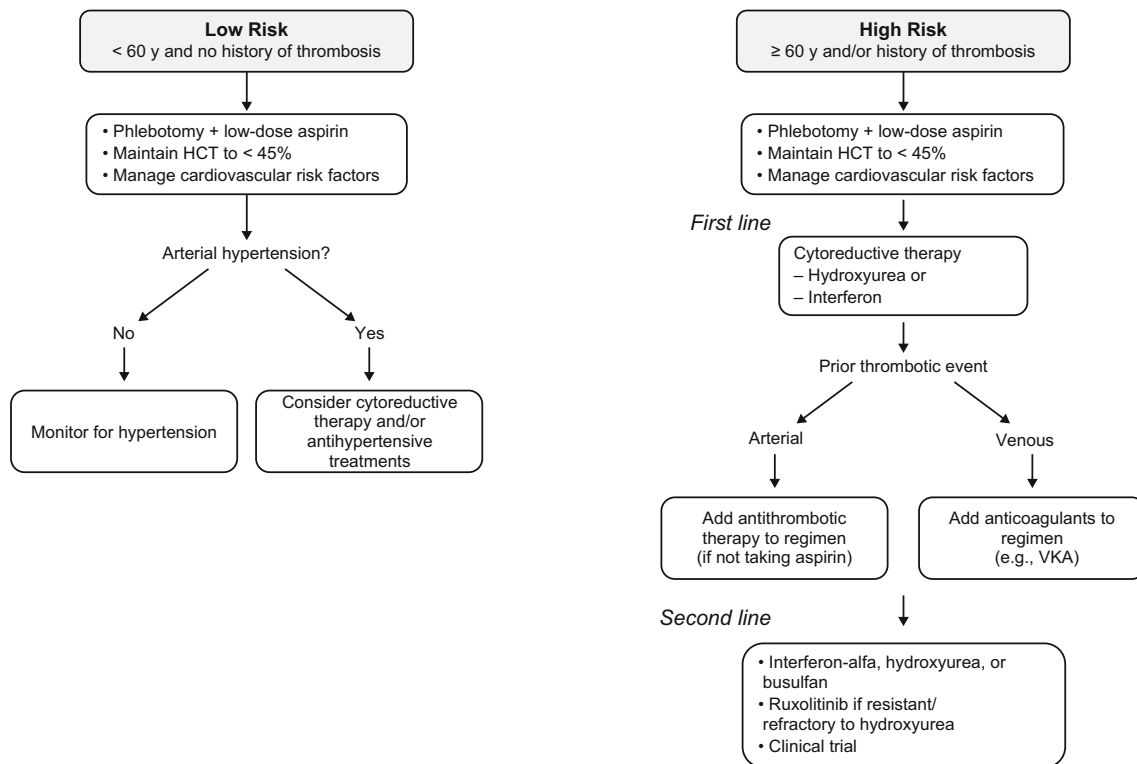 Low Risk
< 60 y and no history of thrombosis
• Phlebotomy + low-dose aspirin
• Maintain HCT to < 45%
• Manage cardiovascular risk factors
Arterial hypertension?
No
Yes
Monitor for hypertension
Consider cytoreductive
therapy and/or
antihypertensive
treatments
High Risk
≥ 60 y and/or history of thrombosis
• Phlebotomy + low-dose aspirin
• Maintain HCT to < 45%
• Manage cardiovascular risk factors
First line
Cytoreductive therapy
– Hydroxyurea or
– Interferon
Prior thrombotic event
Arterial
Venous
Add antithrombotic
therapy to regimen
(if not taking aspirin)
Add anticoagulants to
regimen
(e.g., VKA)
Second line
• Interferon-alfa, hydroxyurea, or
busulfan
• Ruxolitinib if resistant/
refractory to hydroxyurea
• Clinical trial